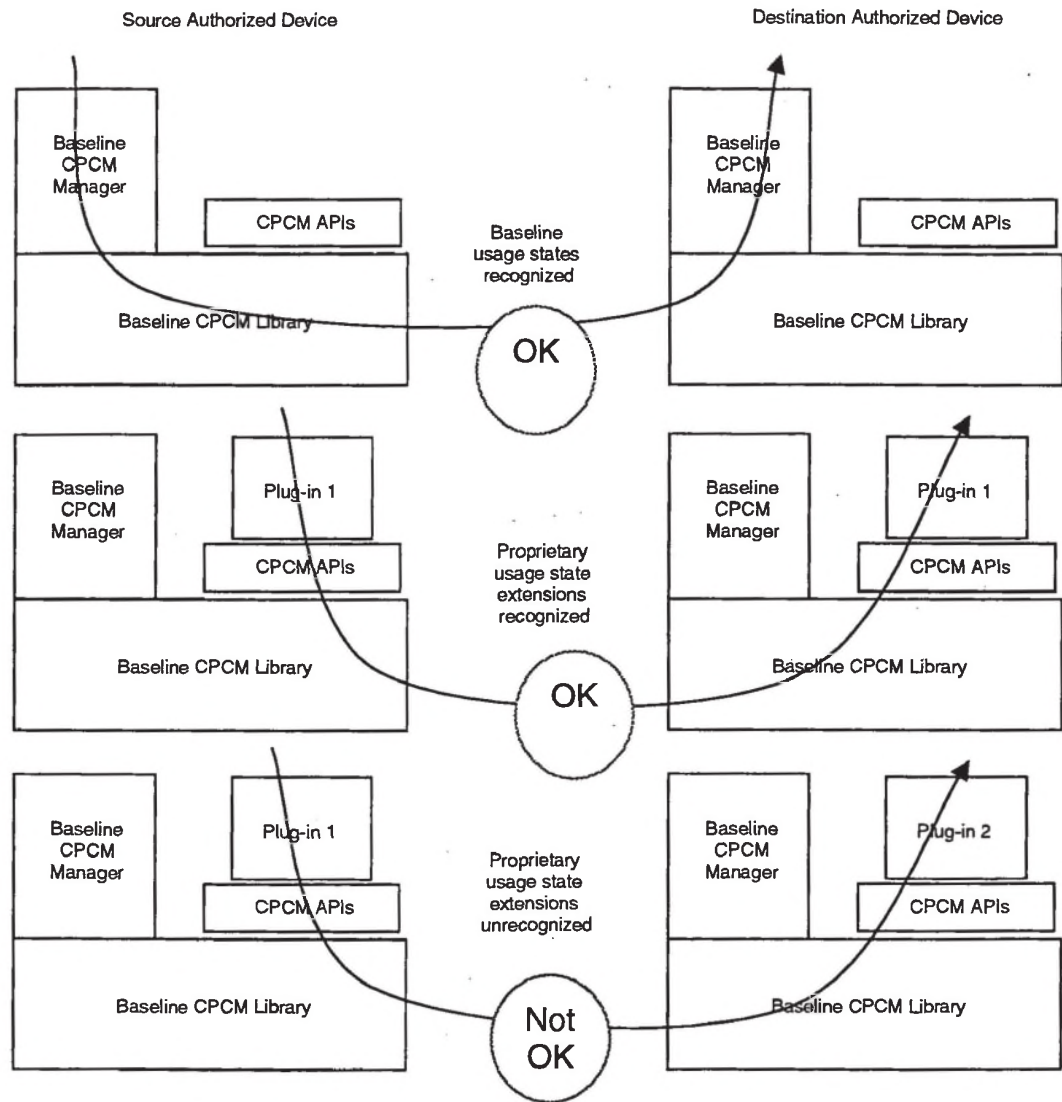 Source Authorized Device
Destination Authorized Device
Baseline
CPCM
Manager
CPCM APIs
Baseline CPCM Library
Baseline
usage states
recognized
OK
Baseline
CPCM
Manager
CPCM APIs
Baseline CPCM Library
Baseline
CPCM
Manager
Plug-in 1
CPCM APIs
Baseline CPCM Library
Proprietary
usage state
extensions
recognized
OK
Baseline
CPCM
Manager
Plug-in 1
CPCM APIs
Baseline CPCM Library
Baseline
CPCM
Manager
Plug-in 1
CPCM APIs
Baseline CPCM Library
Proprietary
usage state
extensions
unrecognized
Not
OK
Baseline
CPCM
Manager
Plug-in 2
CPCM APIs
Baseline CPCM Library